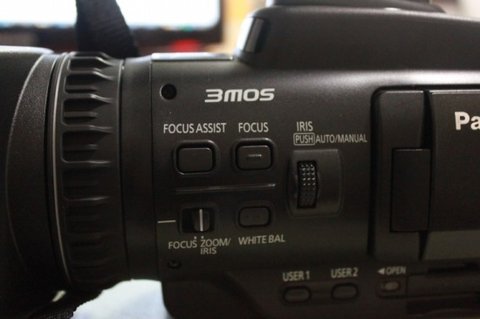 3MOS
FOCUS ASSIST
FOCUS
IRIS
PUSH AUTO/MANUAL
Pa
FOCUS ZOOM/
IRIS
WHITE BAL
USER 1
USER 2
◄OPEN